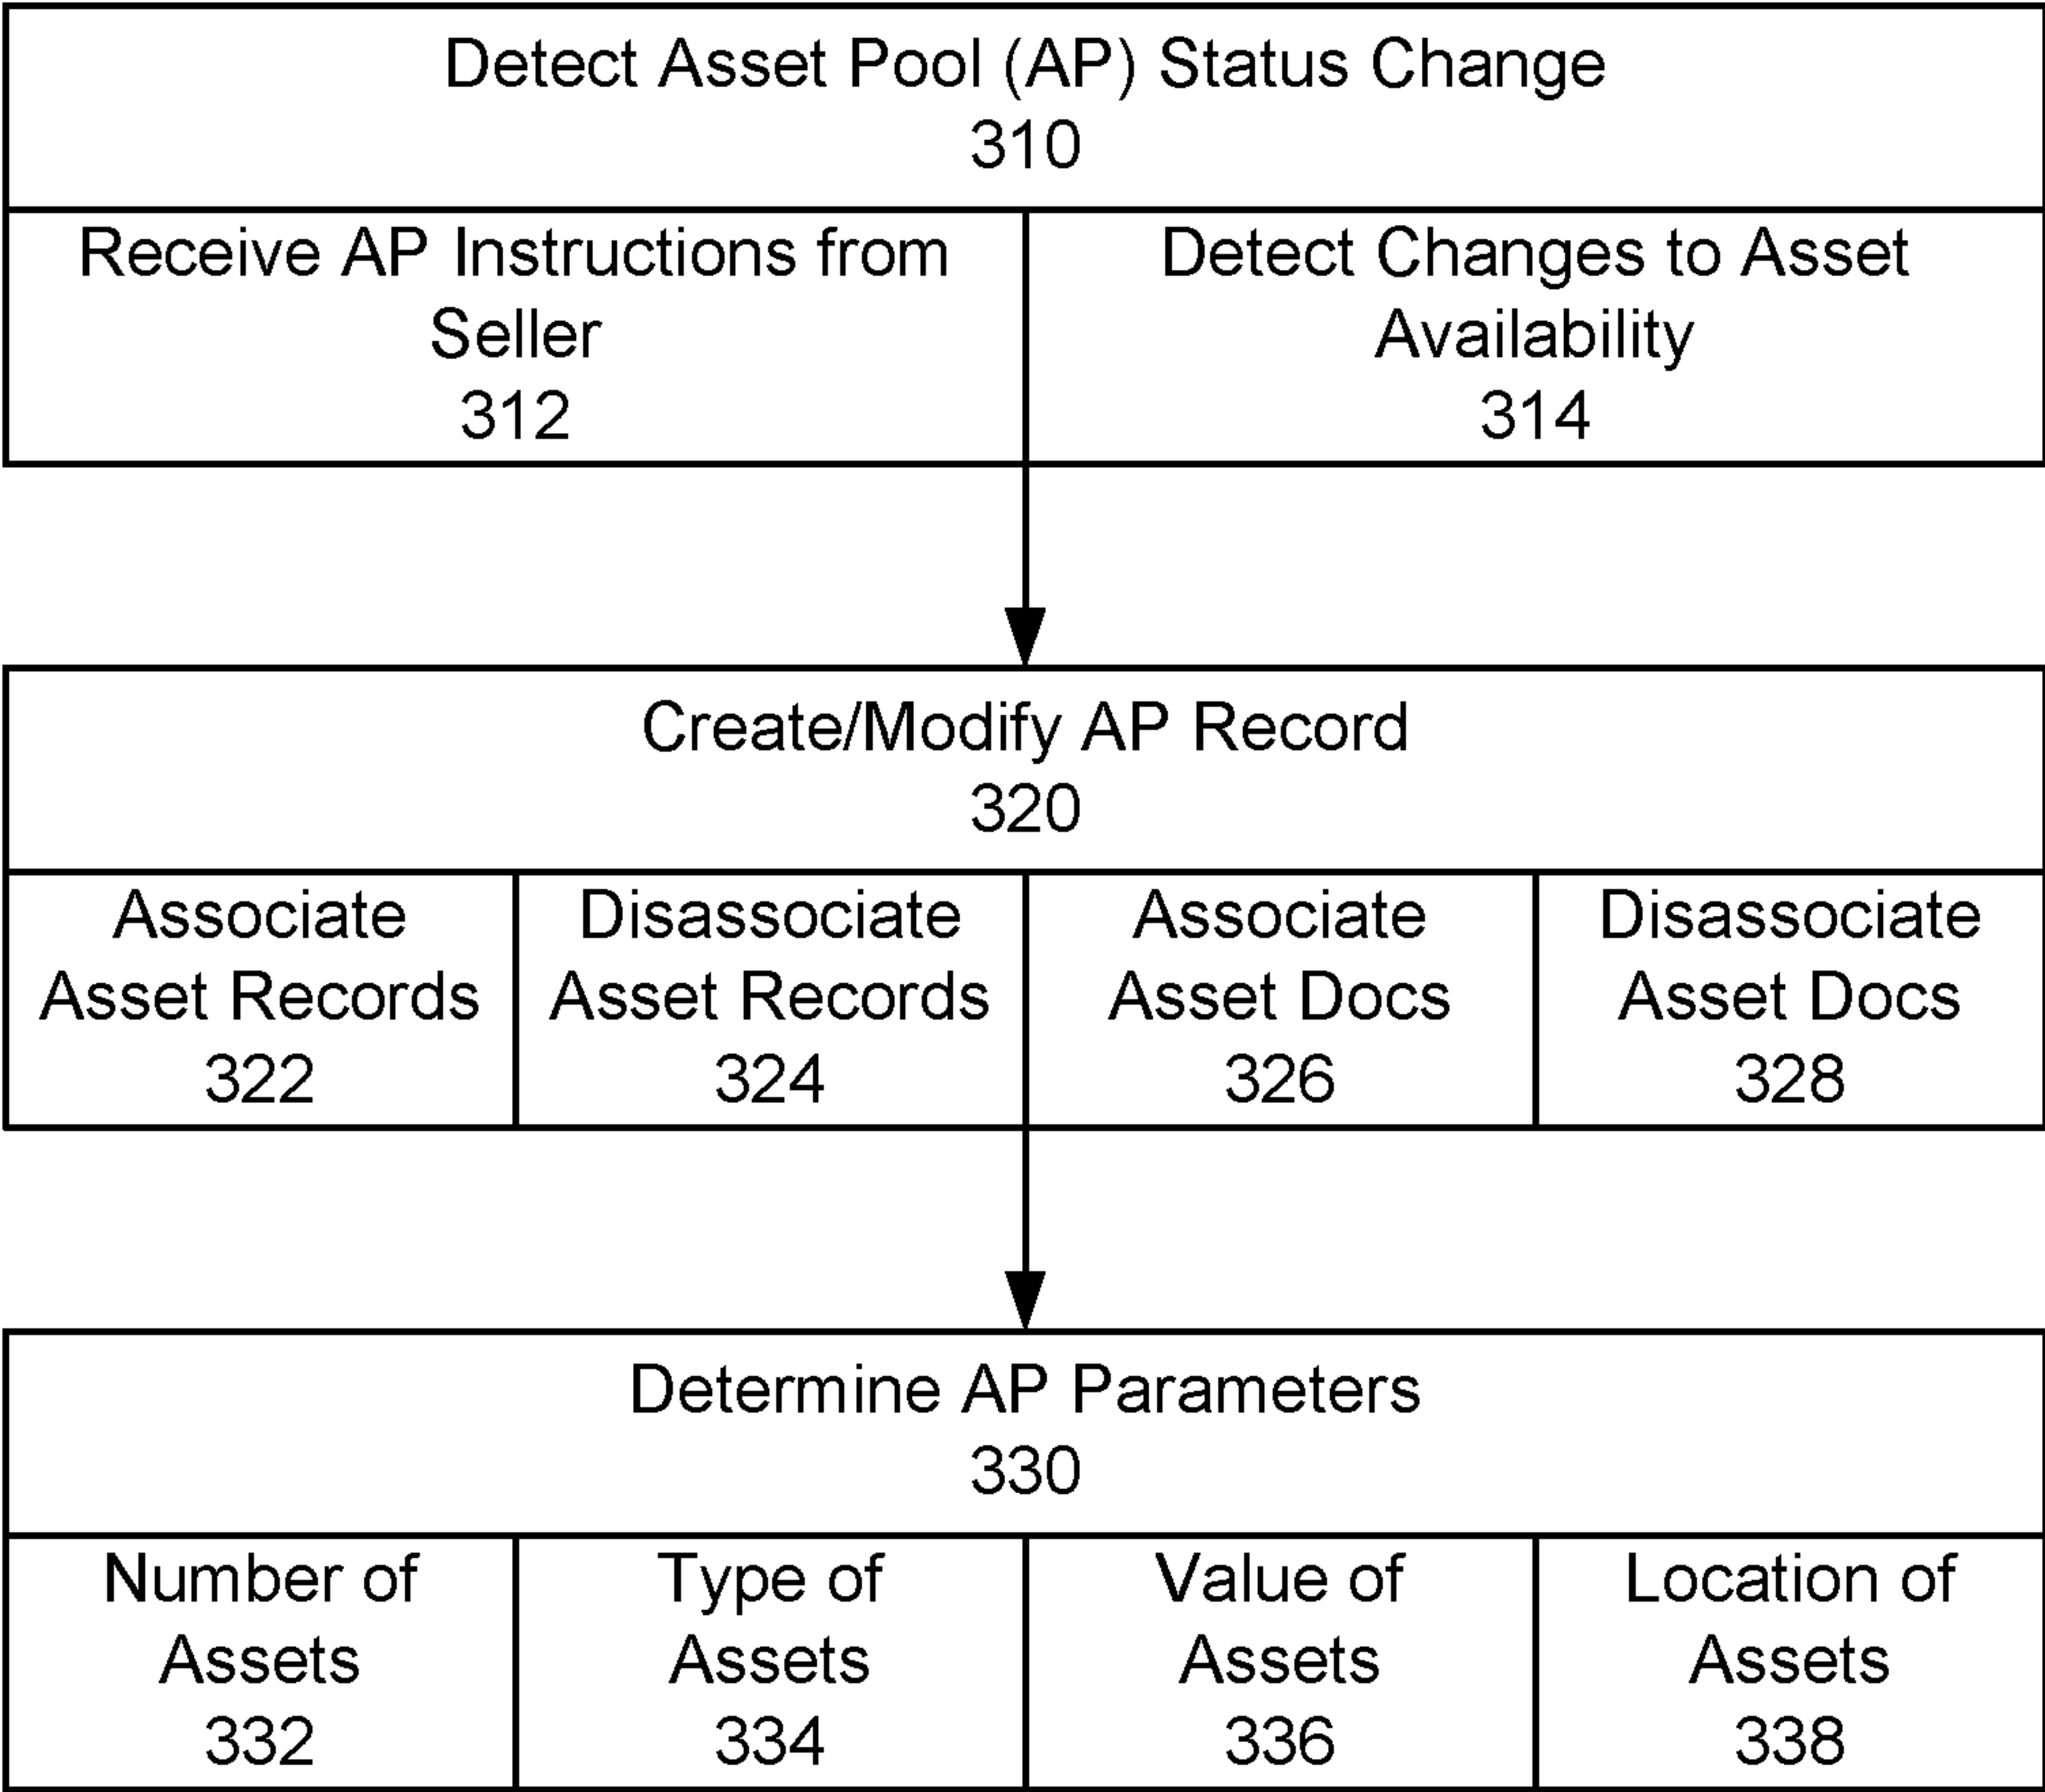 Detect Asset Pool (AP) Status Change
310
Receive AP Instructions from
Seller
312
Detect Changes to Asset
Availability
314
Create/Modify AP Record
320
Associate
Asset Records
322
Disassociate
Asset Records
324
Associate
Asset Docs
326
Disassociate
Asset Docs
328
Determine AP Parameters
330
Number of
Assets
332
Type of
Assets
334
Value of
Assets
336
Location of
Assets
338